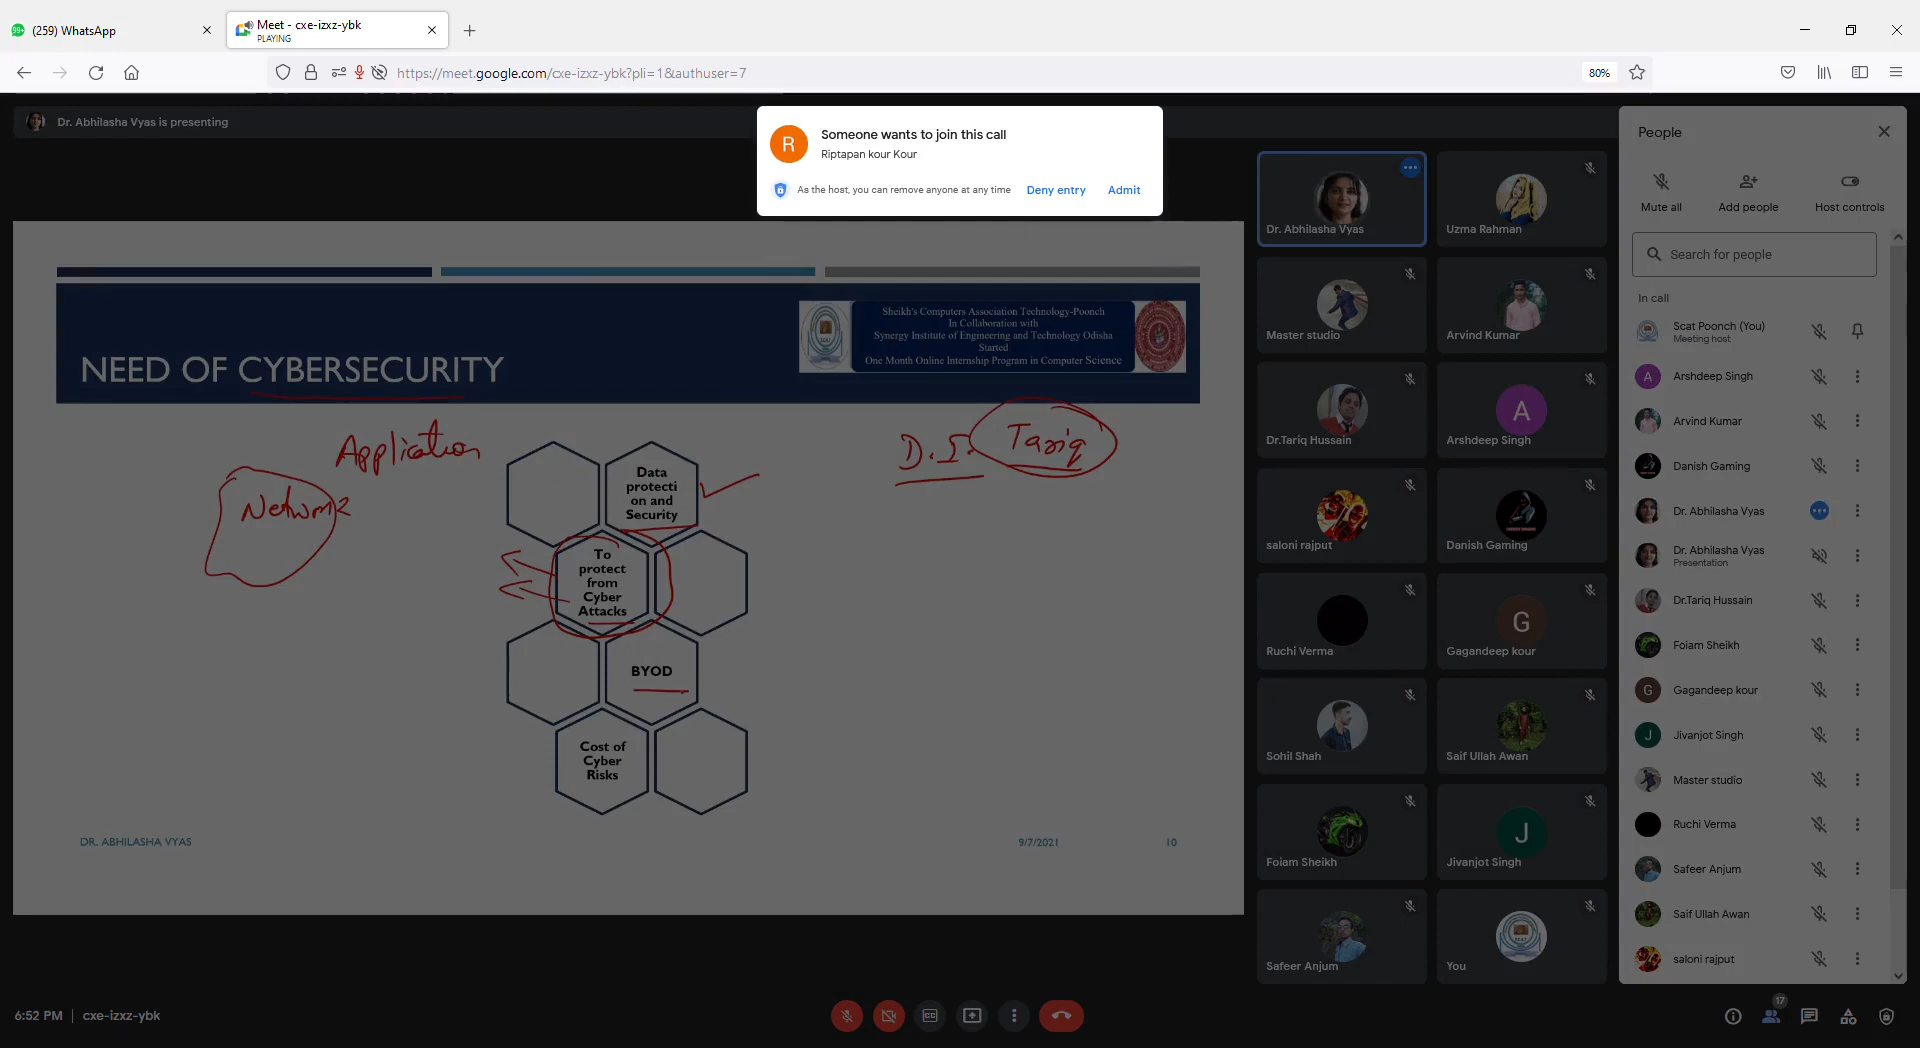 (259) WhatsApp
Meet - cxe-izxz-ybk
PLAYING
https://meet.google.com/cxe-izxz-ybk?pli=1&authuser=7
80%
Dr. Abhilasha Vyas is presenting
R
Someone wants to join this call
Riptapan kour Kour
As the host, you can remove anyone at any time
Deny entry
Admit
NEED OF CYBERSECURITY
Sheikh's Computers Association Technology-Poonch
In Collaboration with
Synergy Institute of Engineering and Technology Odisha
Started
One Month Online Internship Program in Computer Science
Application
Network
D.S. Tariq
Data
protecti
on and
Security
To
protect
from
Cyber
Attacks
BYOD
Cost of
Cyber
Risks
DR. ABHILASHA VYAS
9/7/2021
10
Dr. Abhilasha Vyas
Uzma Rahman
Master studio
Arvind Kumar
Dr.Tariq Hussain
A
Arshdeep Singh
saloni rajput
Danish Gaming
Ruchi Verma
G
Gagandeep kour
Sohil Shah
Saif Ullah Awan
Foiam Sheikh
J
Jivanjot Singh
Safeer Anjum
You
People
Mute all
Add people
Host controls
Search for people
In call
Scat Poonch (You)
Meeting host
A
Arshdeep Singh
Arvind Kumar
Danish Gaming
Dr. Abhilasha Vyas
Dr. Abhilasha Vyas
Presentation
Dr.Tariq Hussain
Foiam Sheikh
G
Gagandeep kour
J
Jivanjot Singh
Master studio
Ruchi Verma
Safeer Anjum
Saif Ullah Awan
saloni rajput
6:52 PM | cxe-izxz-ybk
17